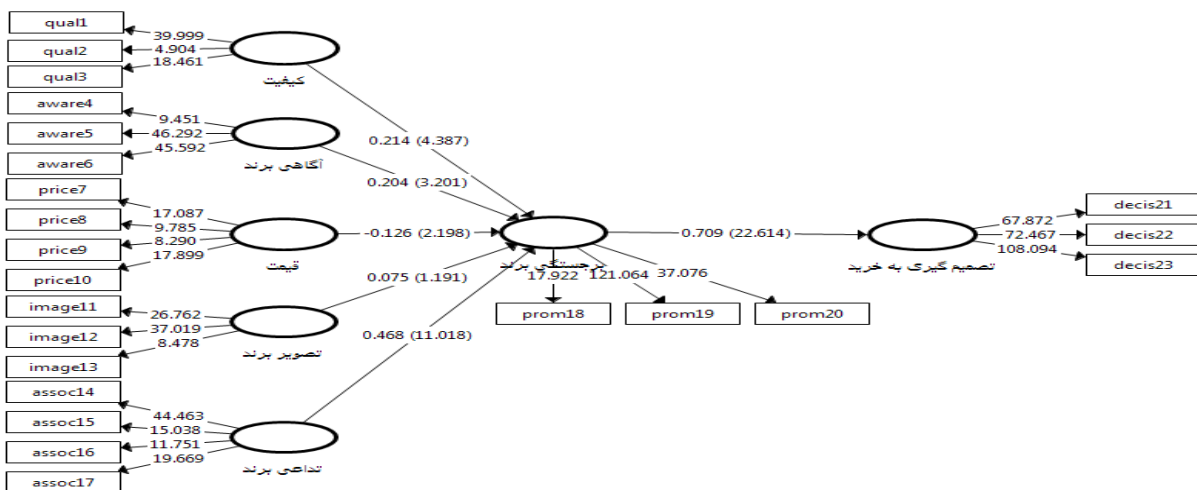 qual1
39.999
qual2
4.904
qual3
18.461
کیفیت
aware4
9.451
aware5
46.292
aware6
45.592
آگاهی برند
price7
17.087
price8
9.785
price9
8.290
price10
17.899
قیمت
image11
26.762
image12
37.019
image13
8.478
تصویر برند
assoc14
44.463
assoc15
15.038
assoc16
11.751
assoc17
19.669
تداعی برند
0.214 (4.387)
0.204 (3.201)
-0.126 (2.198)
0.075 (1.191)
0.468 (11.018)
برجستگی برند
17.922
121.064
37.076
prom18
prom19
prom20
0.709 (22.614)
تصمیم گیری به خرید
67.872
72.467
108.094
decis21
decis22
decis23